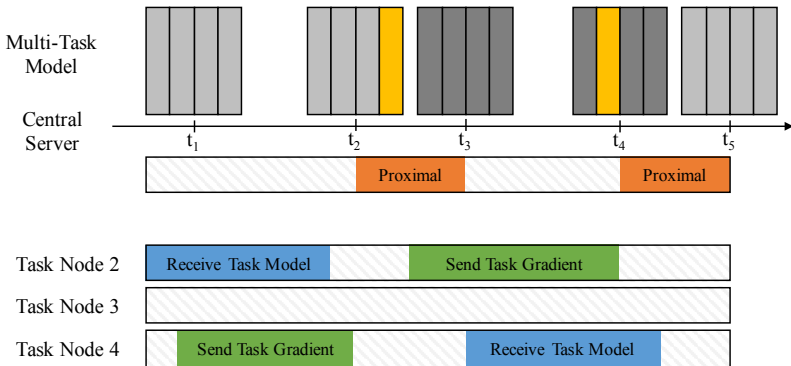 Multi-Task
Model
Central
Server
t1 t2 t3 t4 t5
Proximal Proximal
Task Node 2 Receive Task Model Send Task Gradient
Task Node 3
Task Node 4 Send Task Gradient Receive Task Model